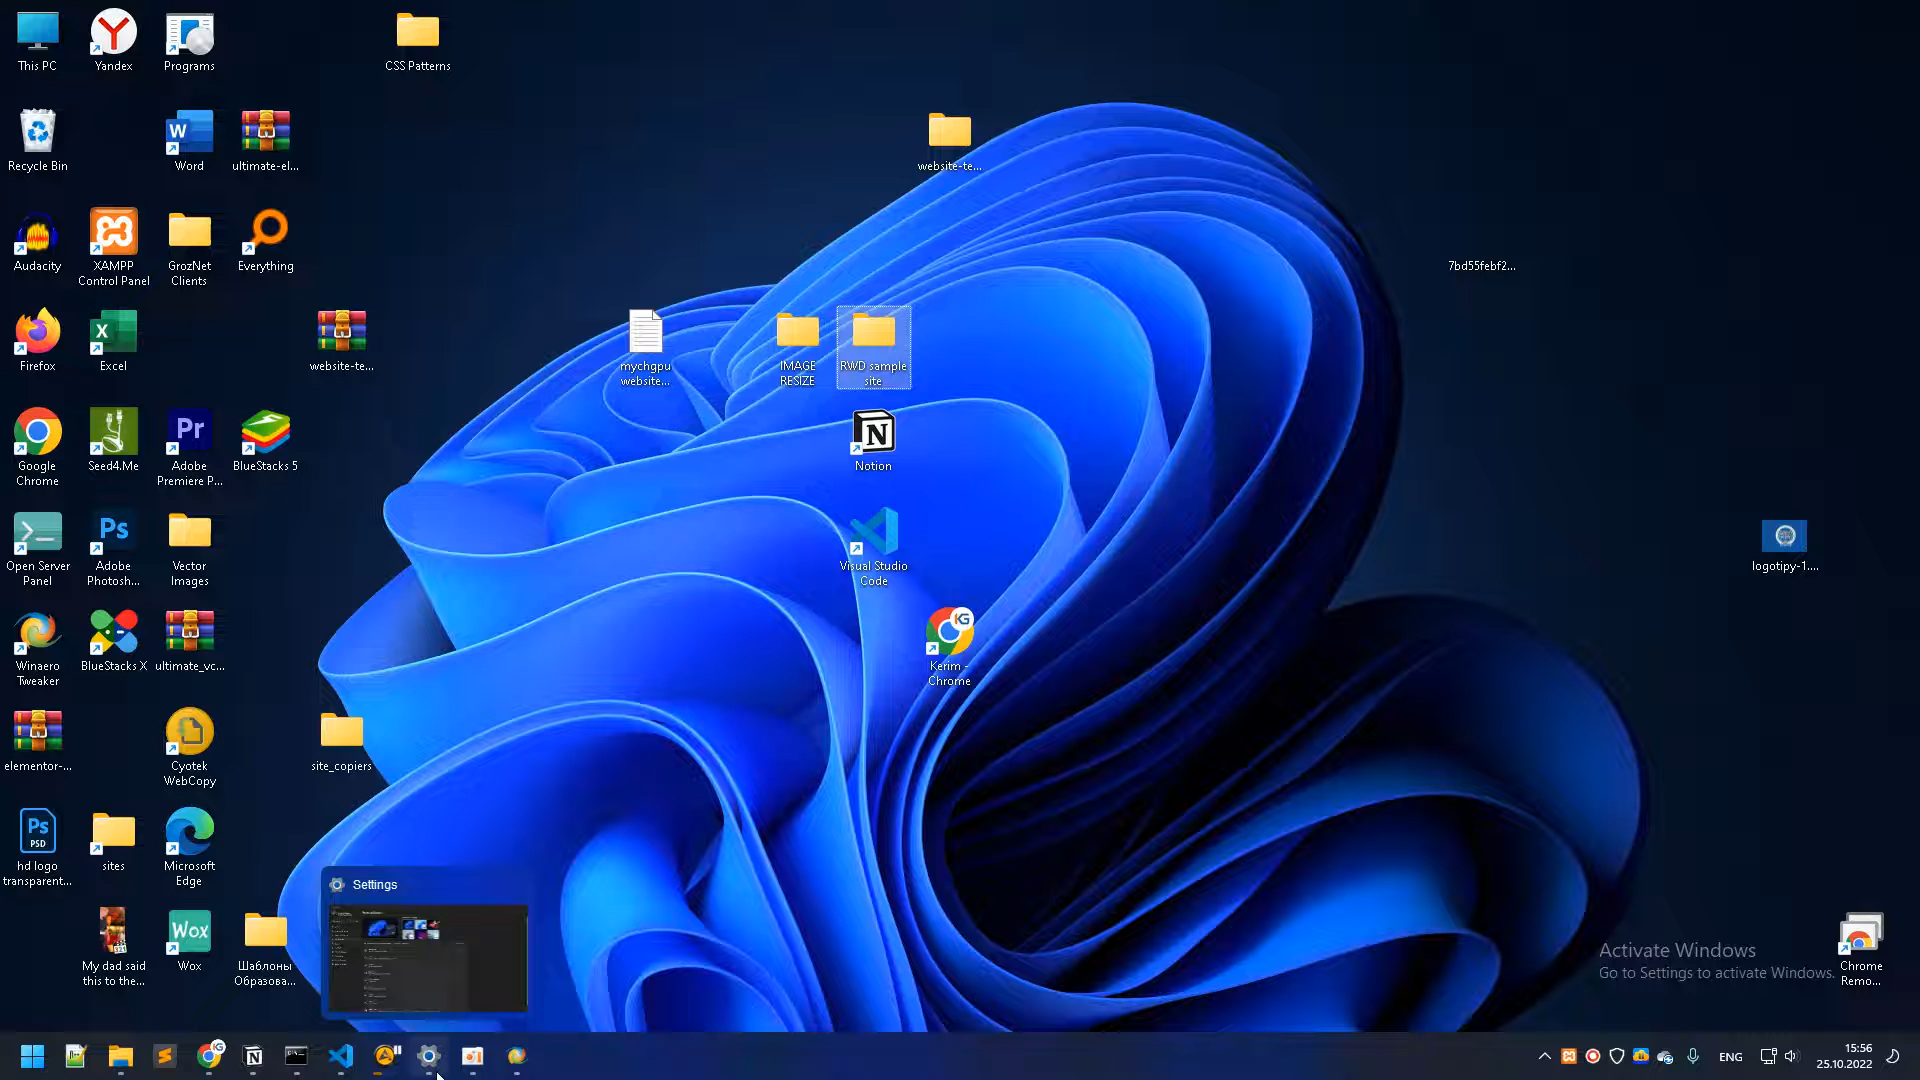 This PC
Yandex
Programs
CSS Patterns
Recycle Bin
Word
ultimate-el...
website-te...
Audacity
XAMPP
Control Panel
GrozNet
Clients
Everything
7bd55febf2...
Firefox
Excel
website-te...
mychgpu
website...
IMAGE
RESIZE
RWD sample
site
Google
Chrome
Seed4.Me
Adobe
Premiere P...
BlueStacks 5
Notion
Open Server
Panel
Adobe
Photosh...
Vector
Images
Visual Studio
Code
logotipy-1....
Winaero
Tweaker
BlueStacks X
ultimate_vc...
Kerim -
Chrome
elementor-...
Cyotek
WebCopy
site_copiers
hd logo
transparent...
sites
Microsoft
Edge
Settings
My dad said
this to the...
Wox
Шаблоны
Образова...
Activate Windows
Go to Settings to activate Windows.
Chrome
Remo...
ENG
15:56
25.10.2022